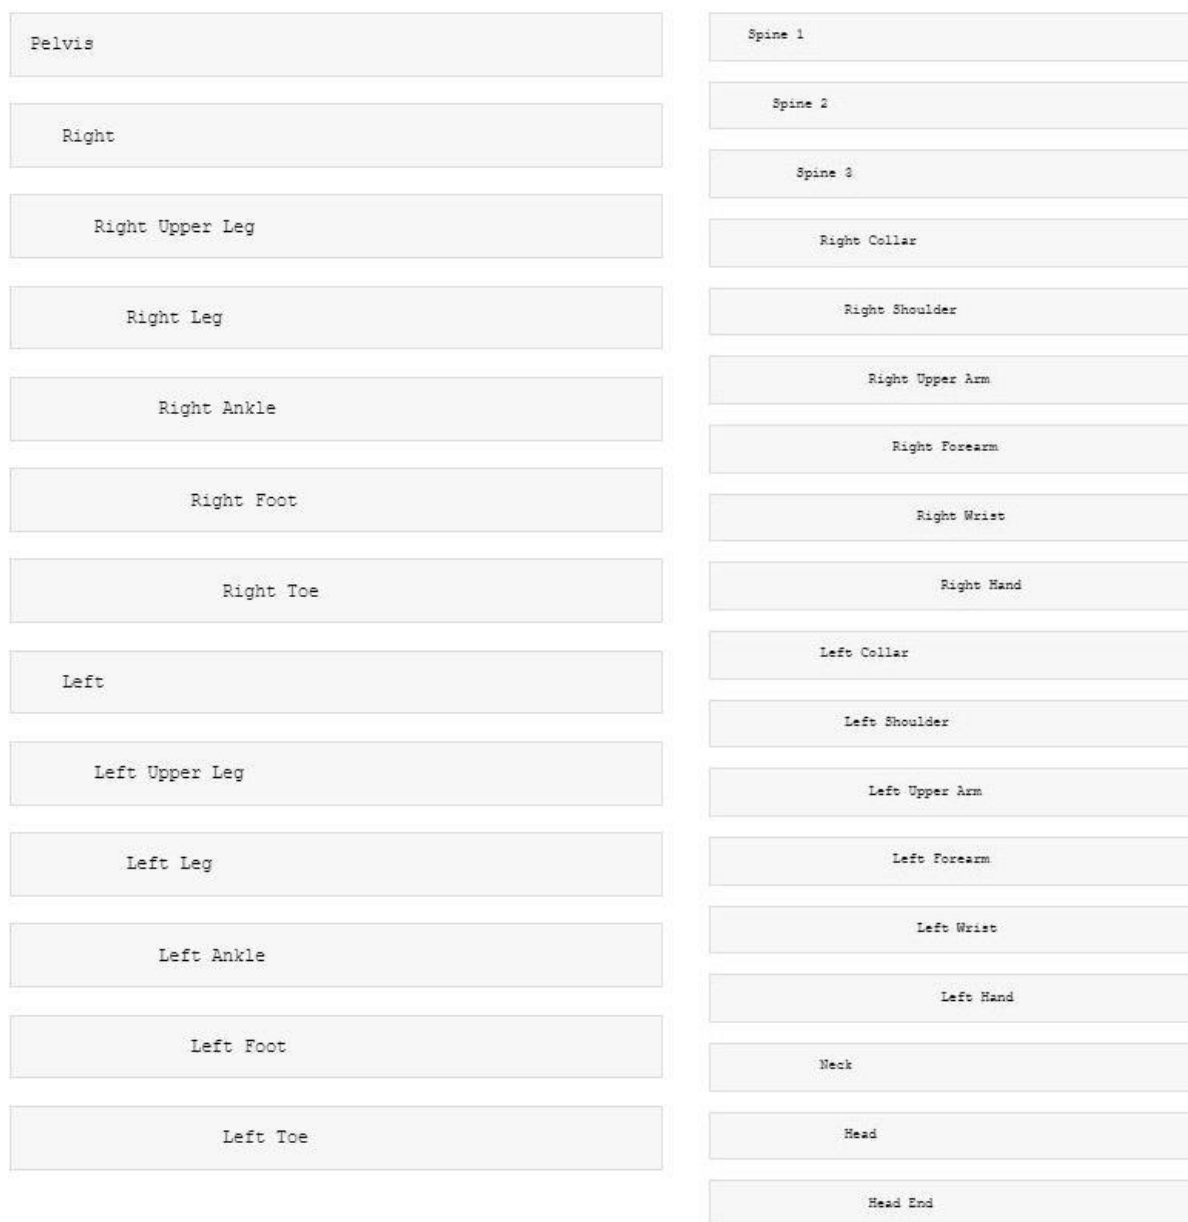 Pelvis
Right
Right Upper Leg
Right Leg
Right Ankle
Right Foot
Right Toe
Left
Left Upper Leg
Left Leg
Left Ankle
Left Foot
Left Toe
Spine 1
Spine 2
Spine 3
Right Collar
Right Shoulder
Right Upper Arm
Right Forearm
Right Wrist
Right Hand
Left Collar
Left Shoulder
Left Upper Arm
Left Forearm
Left Wrist
Left Hand
Neck
Head
Head End